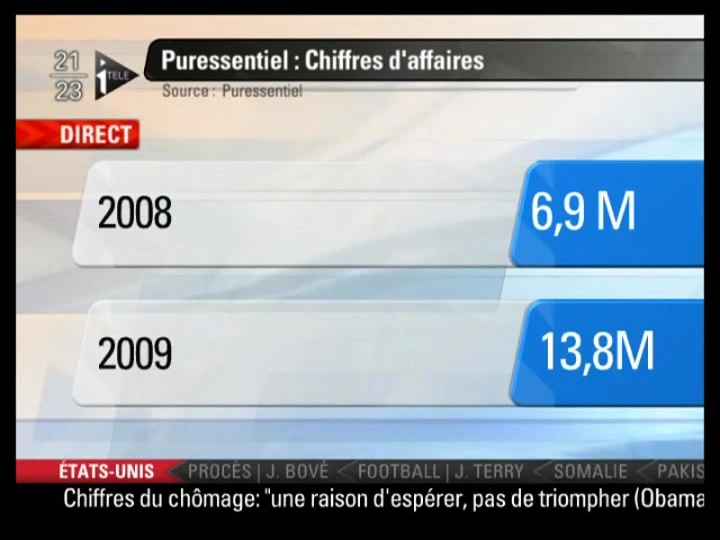 21
23
i TELE
Puressentiel : Chiffres d'affaires
Source : Puressentiel
DIRECT
2008
6,9 M
2009
13,8M
ÉTATS-UNIS PROCÈS | J. BOVÉ FOOTBALL | J. TERRY SOMALIE PAKIS
Chiffres du chômage: "une raison d'espérer, pas de triompher (Obama